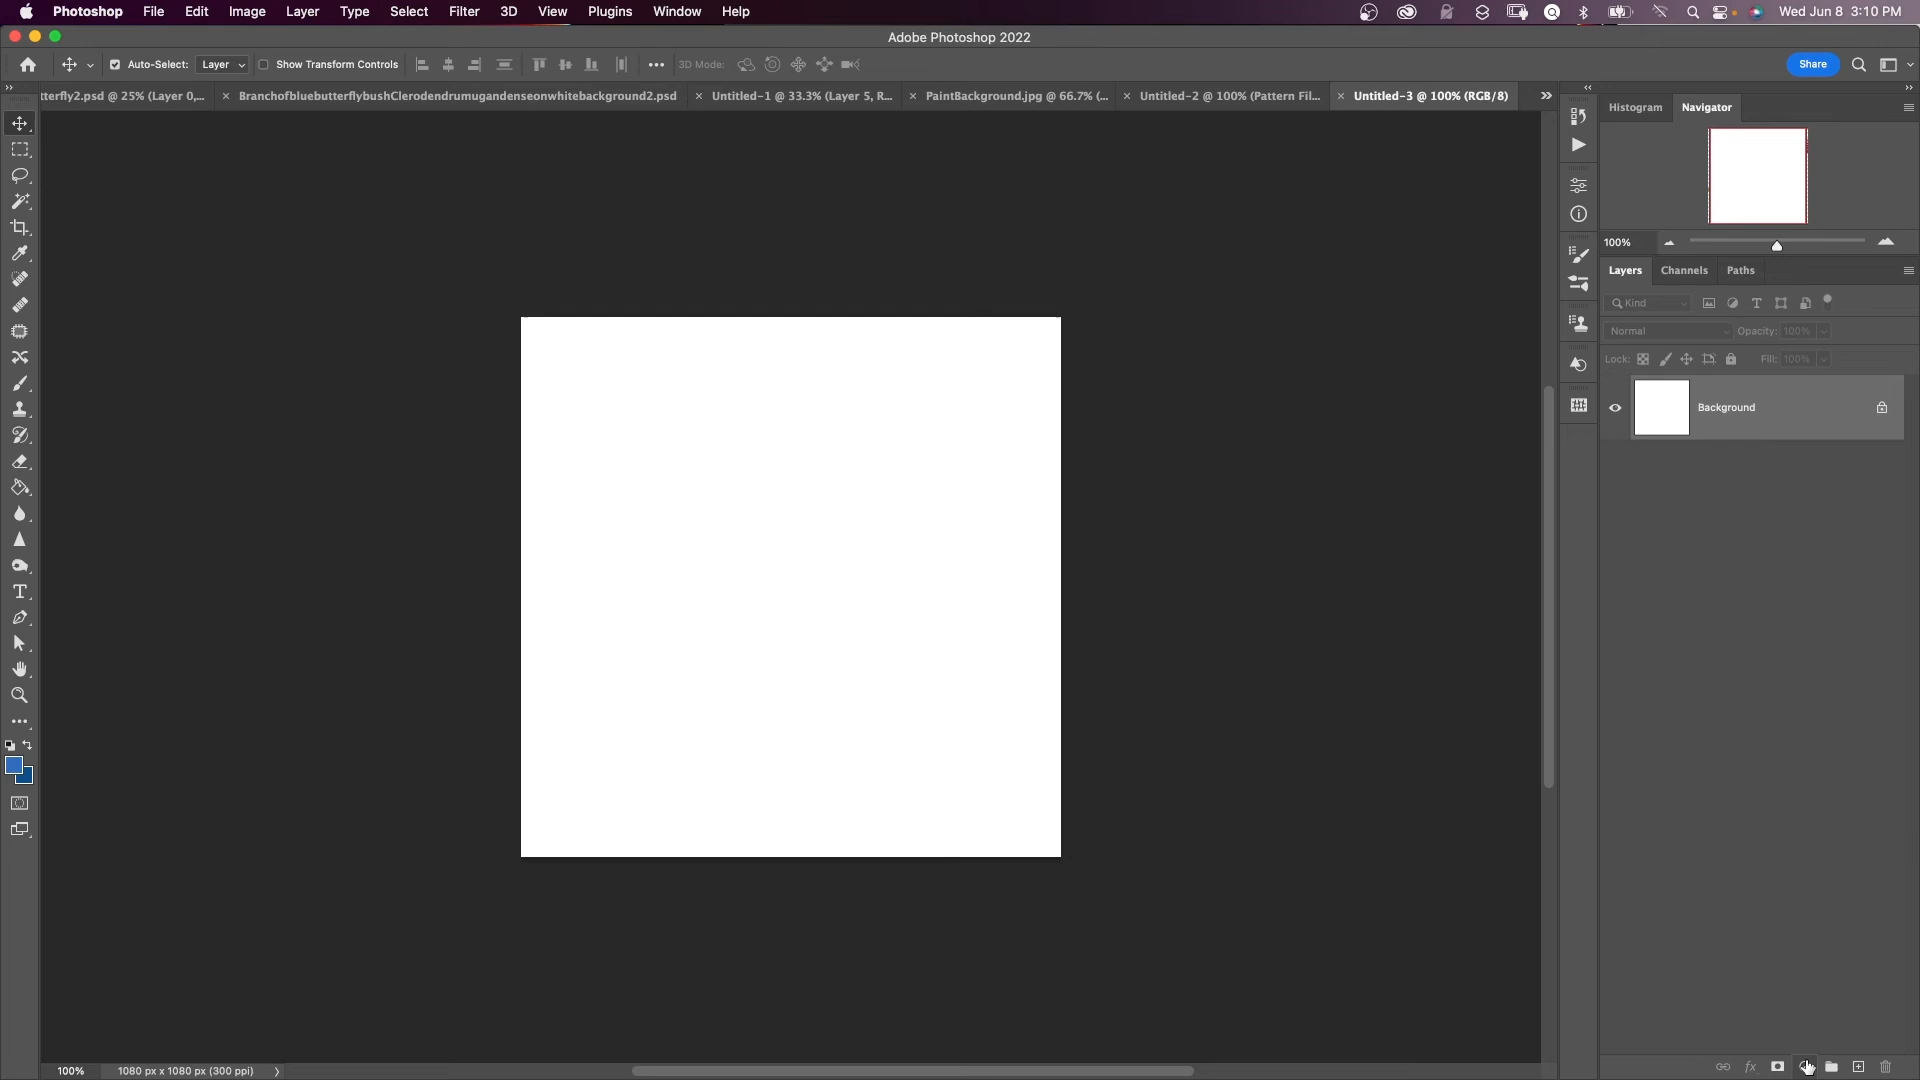 Photoshop File Edit Image Layer Type Select Filter 3D View Plugins Window Help Wed Jun 8 3:10 PM
Adobe Photoshop 2022
Auto-Select: Layer Show Transform Controls 3D Mode: Share
terfly2.psd @ 25% (Layer 0,... BranchofbluebutterflybushClerodendrumugandenseonwhitebackground2.psd Untitled-1 @ 33.3% (Layer 5, R... PaintBackground.jpg @ 66.7% (... Untitled-2 @ 100% (Pattern Fil... Untitled-3 @ 100% (RGB/8)
Histogram Navigator
100%
Layers Channels Paths
Kind
Normal Opacity: 100%
Lock: Fill: 100%
Background
fx
100% 1080 px x 1080 px (300 ppi)